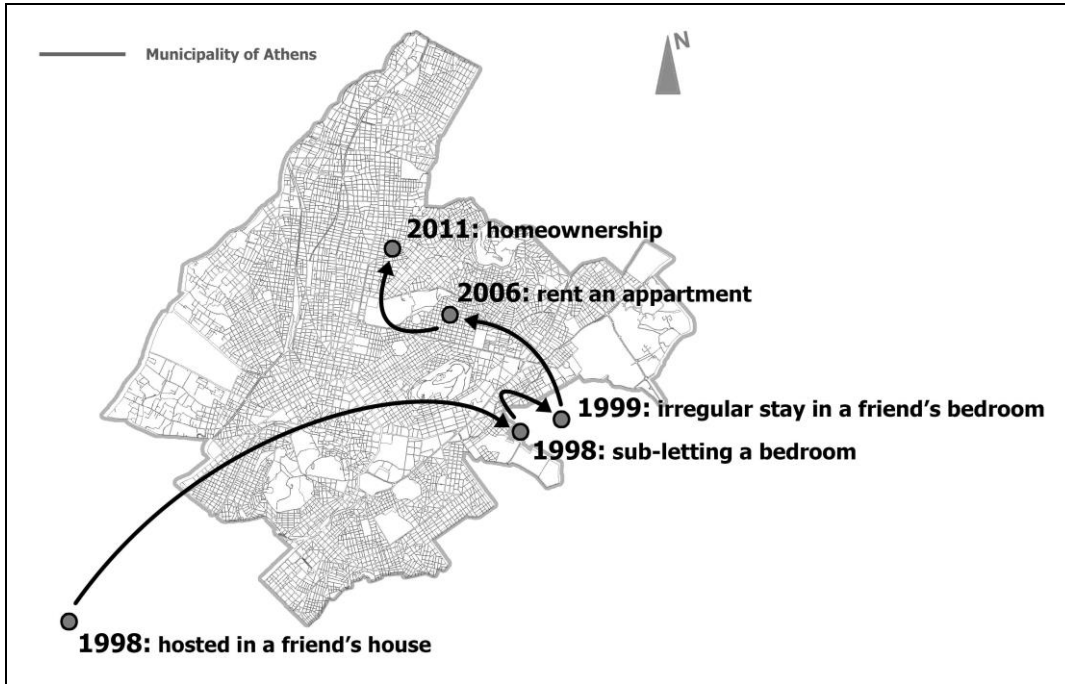 Municipality of Athens
N
2011: homeownership
2006: rent an appartment
1999: irregular stay in a friend's bedroom
1998: sub-letting a bedroom
1998: hosted in a friend's house